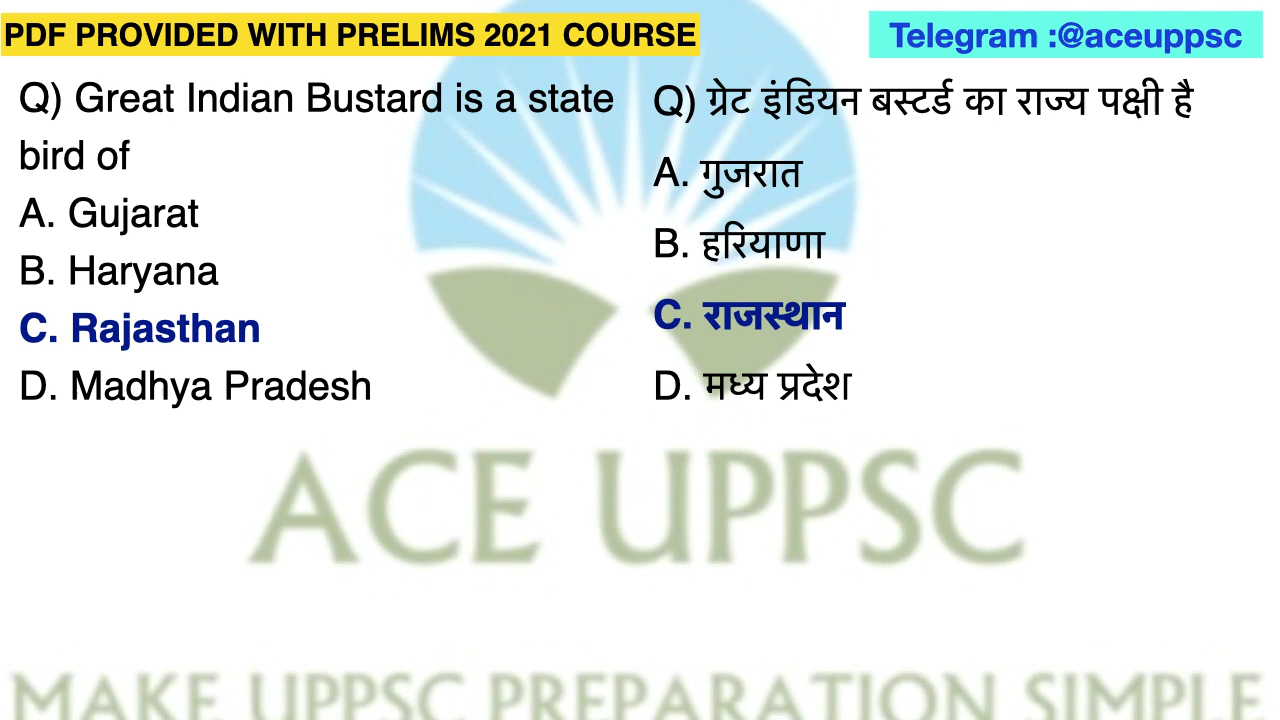 PDF PROVIDED WITH PRELIMS 2021 COURSE
Telegram :@aceuppsc
Q) Great Indian Bustard is a state
bird of
A. Gujarat
B. Haryana
C. Rajasthan
D. Madhya Pradesh
Q) ग्रेट इंडियन बस्टर्ड का राज्य पक्षी है
A. गुजरात
B. हरियाणा
C. राजस्थान
D. मध्य प्रदेश
ACE UPPSC
MAKE UPPSC PREPARATION SIMPLE